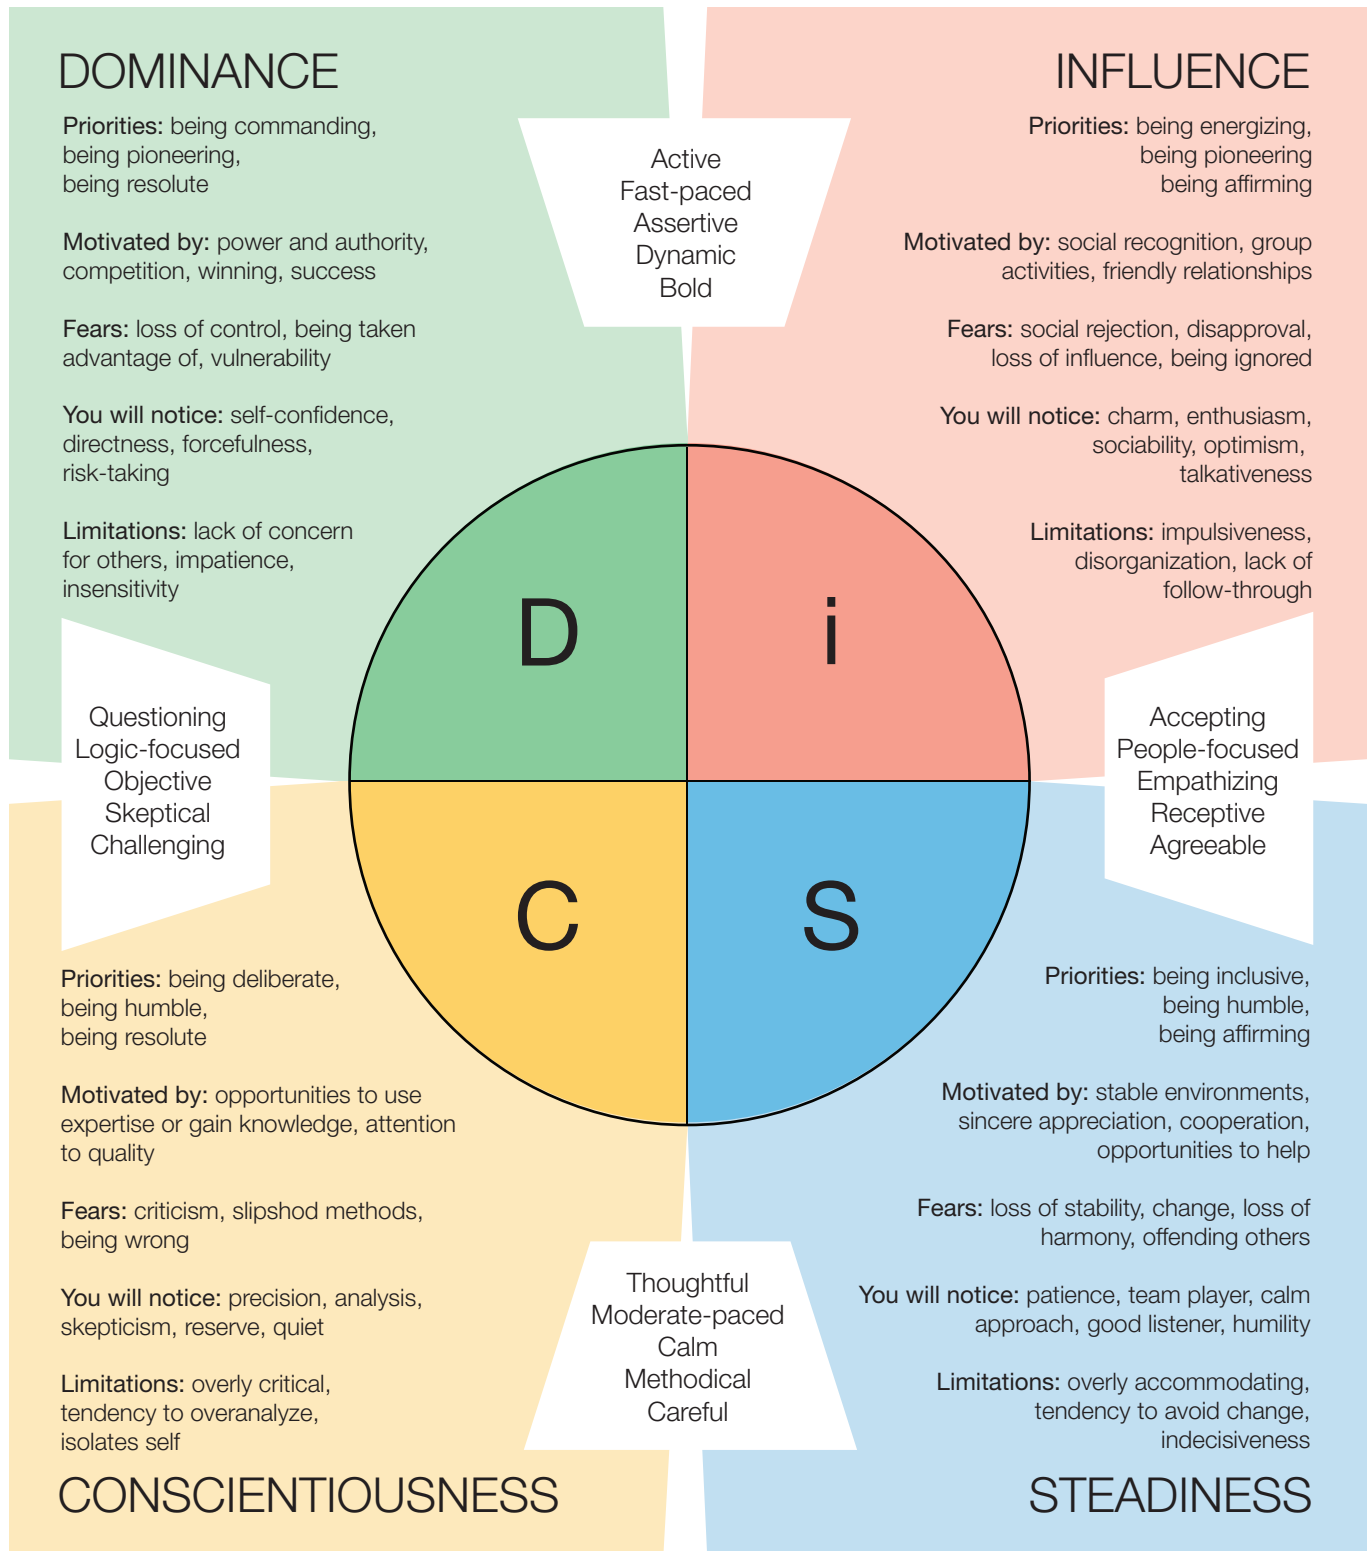 DOMINANCE
Priorities: being commanding,
being pioneering,
being resolute
Motivated by: power and authority,
competition, winning, success
Fears: loss of control, being taken
advantage of, vulnerability
You will notice: self-confidence,
directness, forcefulness,
risk-taking
Limitations: lack of concern
for others, impatience,
insensitivity
Active
Fast-paced
Assertive
Dynamic
Bold
INFLUENCE
Priorities: being energizing,
being pioneering
being affirming
Motivated by: social recognition, group
activities, friendly relationships
Fears: social rejection, disapproval,
loss of influence, being ignored
You will notice: charm, enthusiasm,
sociability, optimism,
talkativeness
Limitations: impulsiveness,
disorganization, lack of
follow-through
D
i
Questioning
Logic-focused
Objective
Skeptical
Challenging
Accepting
People-focused
Empathizing
Receptive
Agreeable
C
S
Priorities: being deliberate,
being humble,
being resolute
Motivated by: opportunities to use
expertise or gain knowledge, attention
to quality
Fears: criticism, slipshod methods,
being wrong
You will notice: precision, analysis,
skepticism, reserve, quiet
Limitations: overly critical,
tendency to overanalyze,
isolates self
CONSCIENTIOUSNESS
Thoughtful
Moderate-paced
Calm
Methodical
Careful
Priorities: being inclusive,
being humble,
being affirming
Motivated by: stable environments,
sincere appreciation, cooperation,
opportunities to help
Fears: loss of stability, change, loss of
harmony, offending others
You will notice: patience, team player, calm
approach, good listener, humility
Limitations: overly accommodating,
tendency to avoid change,
indecisiveness
STEADINESS